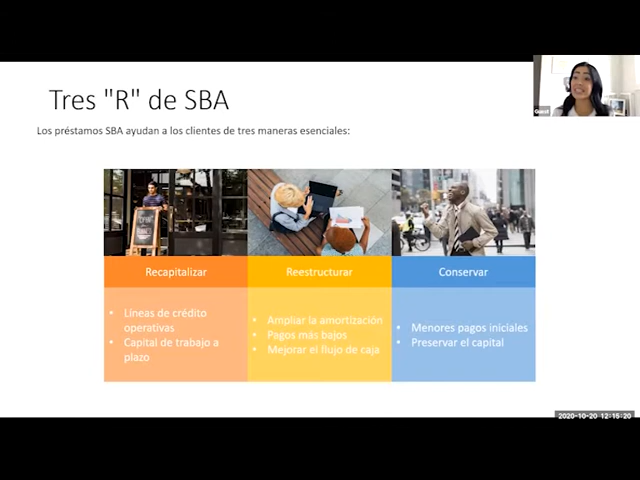 Tres "R" de SBA
Los préstamos SBA ayudan a los clientes de tres maneras esenciales:
OPEN
Recapitalizar
Reestructurar
Conservar
• Líneas de crédito
operativas
• Capital de trabajo a
plazo
• Ampliar la amortización
• Pagos más bajos
• Mejorar el flujo de caja
• Menores pagos iniciales
• Preservar el capital
2020-10-20 12:15:20